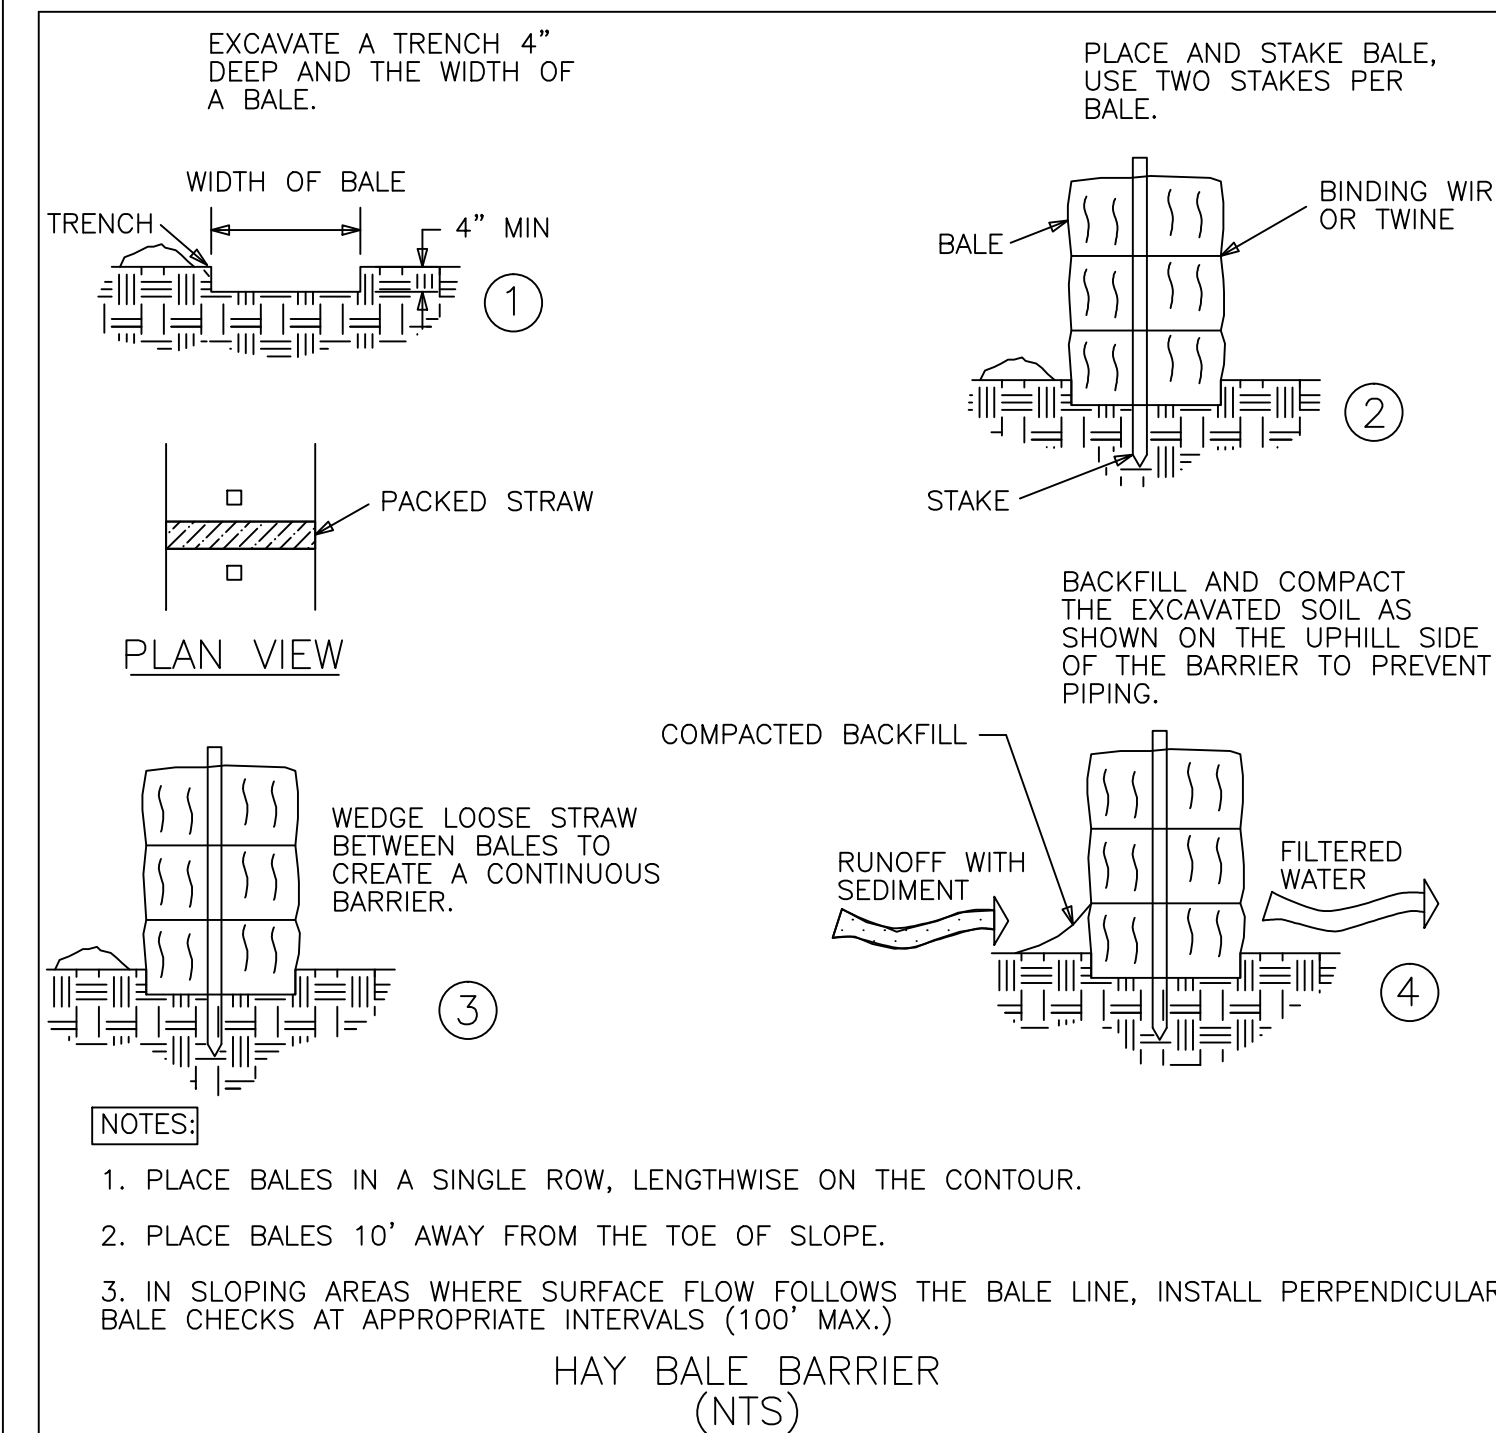 EXCAVATE A TRENCH 4"
DEEP AND THE WIDTH OF
A BALE.
WIDTH OF BALE
TRENCH
4" MIN
1
PLACE AND STAKE BALE,
USE TWO STAKES PER
BALE.
BALE
BINDING WIR
OR TWINE
STAKE
2
PACKED STRAW
PLAN VIEW
WEDGE LOOSE STRAW
BETWEEN BALES TO
CREATE A CONTINUOUS
BARRIER.
3
BACKFILL AND COMPACT
THE EXCAVATED SOIL AS
SHOWN ON THE UPHILL SIDE
OF THE BARRIER TO PREVENT
PIPING.
COMPACTED BACKFILL
RUNOFF WITH
SEDIMENT
FILTERED
WATER
4
NOTES:
1. PLACE BALES IN A SINGLE ROW, LENGTHWISE ON THE CONTOUR.
2. PLACE BALES 10' AWAY FROM THE TOE OF SLOPE.
3. IN SLOPING AREAS WHERE SURFACE FLOW FOLLOWS THE BALE LINE, INSTALL PERPENDICULAR
BALE CHECKS AT APPROPRIATE INTERVALS (100' MAX.)
HAY BALE BARRIER
(NTS)